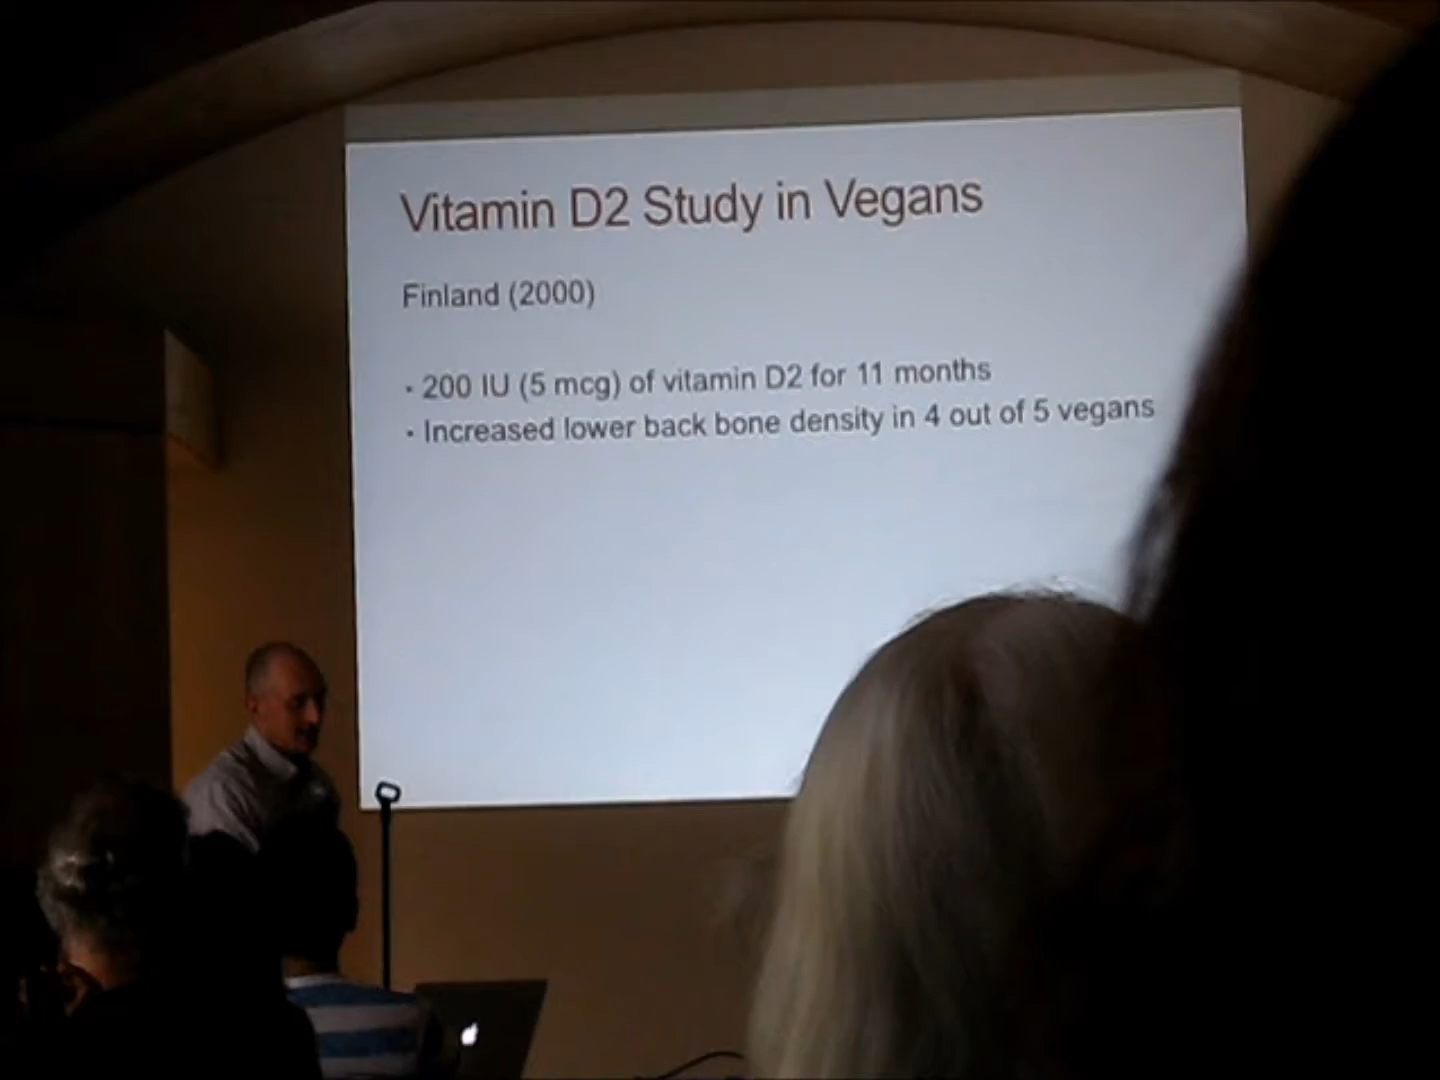 Vitamin D2 Study in Vegans
Finland (2000)
· 200 IU (5 mcg) of vitamin D2 for 11 months
· Increased lower back bone density in 4 out of 5 vegans